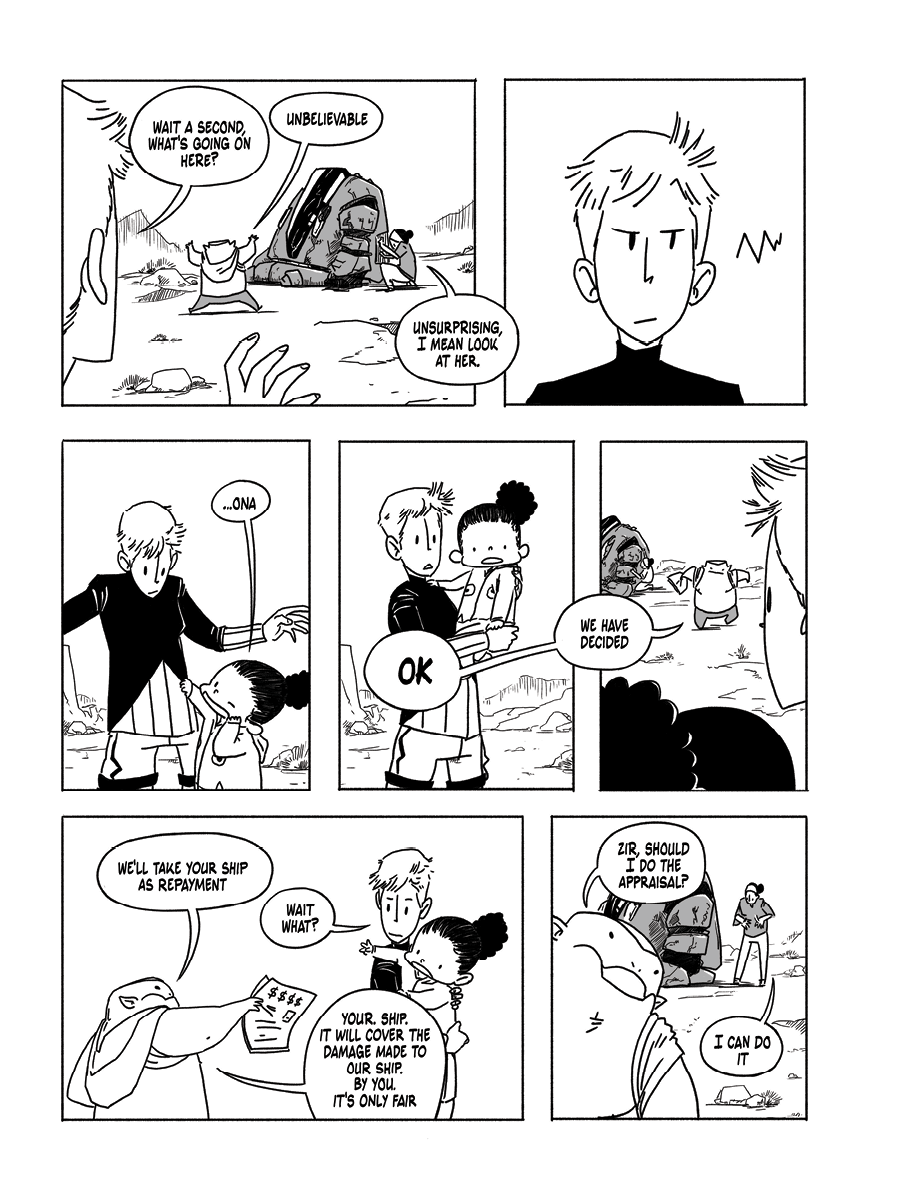 WAIT A SECOND,
WHAT'S GOING ON
HERE?
UNBELIEVABLE
UNSURPRISING,
I MEAN LOOK
AT HER.
...ONA
OK
WE HAVE
DECIDED
WE'LL TAKE YOUR SHIP
AS REPAYMENT
WAIT
WHAT?
$$$$
YOUR. SHIP.
IT WILL COVER THE
DAMAGE MADE TO
OUR SHIP.
BY YOU.
IT'S ONLY FAIR
ZIR, SHOULD
I DO THE
APPRAISAL?
I CAN DO
IT